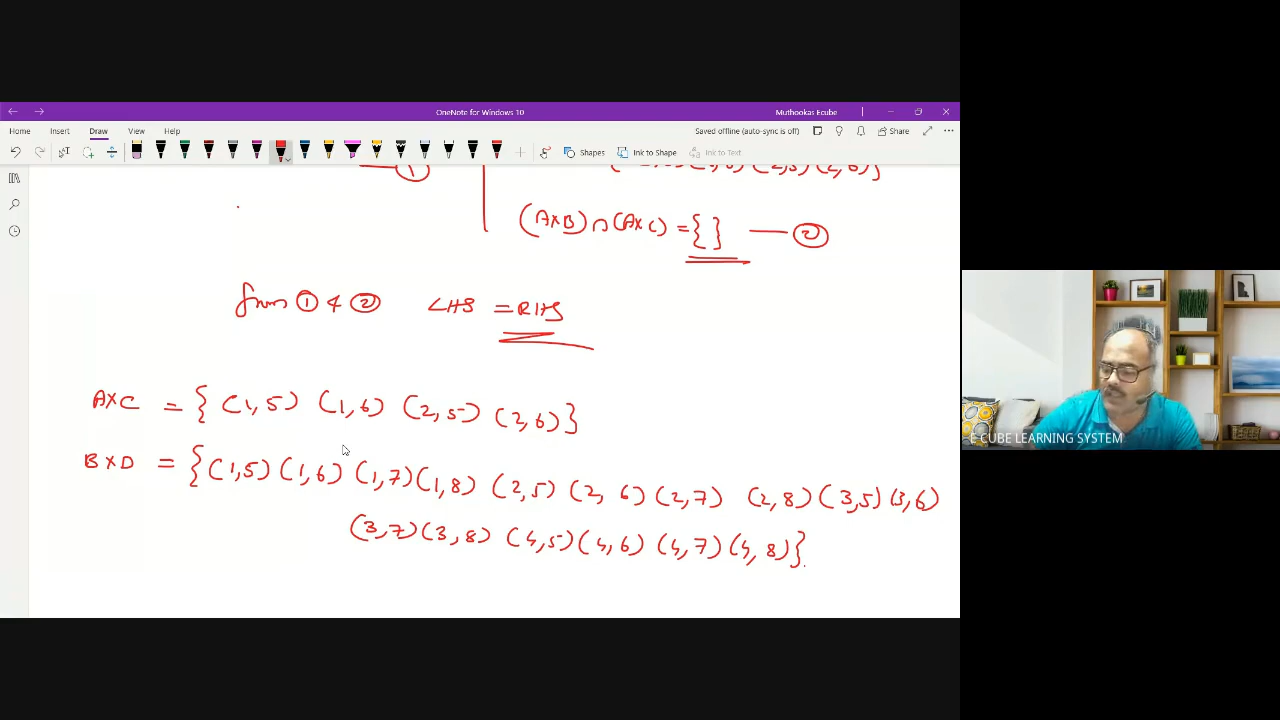 OneNote for Windows 10
Muthookas Ecube
Home Insert Draw View Help
Saved offline (auto-sync is off) Share
Shapes Ink to Shape Ink to Text
①
(A×B)∩(A×C) = { } — ②
from ① & ② LHS = RHS
A×C = { (1,5) (1,6) (2,5) (2,6) }
B×D = { (1,5) (1,6) (1,7) (1,8) (2,5) (2,6) (2,7) (2,8) (3,5) (3,6)
(3,7) (3,8) (4,5) (4,6) (4,7) (4,8) }
E CUBE LEARNING SYSTEM